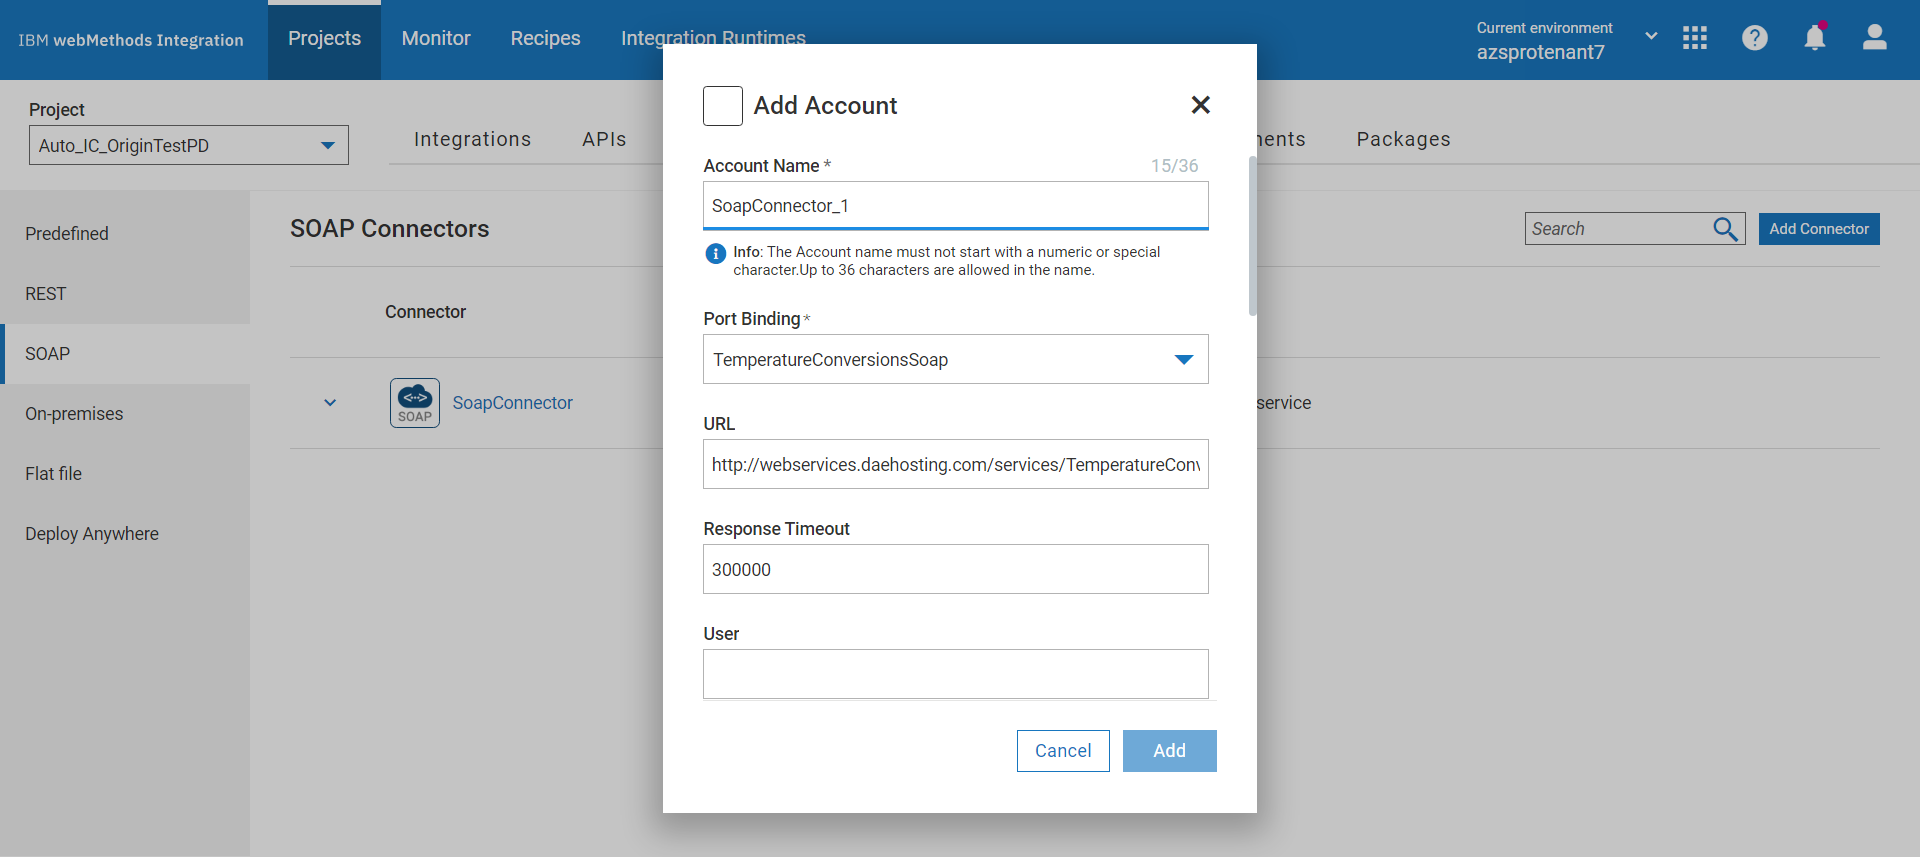 IBM webMethods Integration
Projects
Monitor
Recipes
Integration Runtimes
Current environment
azsprotenant7
Project
Auto_IC_OriginTestPD
Integrations
APIs
Packages
Predefined
REST
SOAP
On-premises
Flat file
Deploy Anywhere
SOAP Connectors
Search
Add Connector
Connector
SOAP
SoapConnector
service
Add Account
Account Name *
15/36
SoapConnector_1
Info: The Account name must not start with a numeric or special
character.Up to 36 characters are allowed in the name.
Port Binding *
TemperatureConversionsSoap
URL
http://webservices.daehosting.com/services/TemperatureConv
Response Timeout
300000
User
Cancel
Add